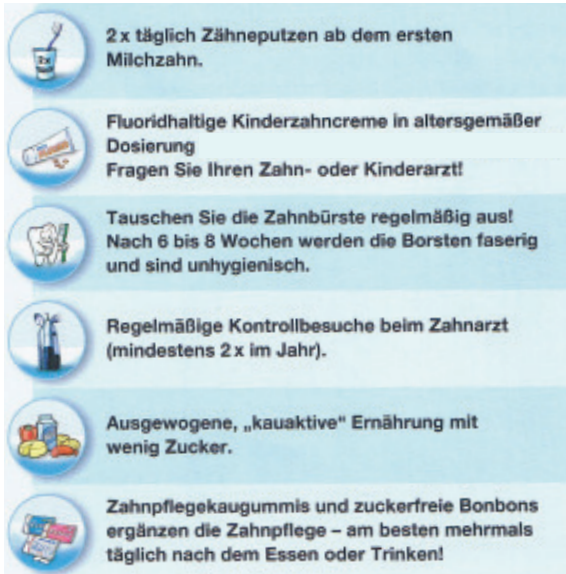 2 x täglich Zähneputzen ab dem ersten
Milchzahn.
Fluoridhaltige Kinderzahncreme in altersgemäßer
Dosierung
Fragen Sie Ihren Zahn- oder Kinderarzt!
Tauschen Sie die Zahnbürste regelmäßig aus!
Nach 6 bis 8 Wochen werden die Borsten faserig
und sind unhygienisch.
Regelmäßige Kontrollbesuche beim Zahnarzt
(mindestens 2 x im Jahr).
Ausgewogene, „kauaktive“ Ernährung mit
wenig Zucker.
Zahnpflegekaugummis und zuckerfreie Bonbons
ergänzen die Zahnpflege – am besten mehrmals
täglich nach dem Essen oder Trinken!